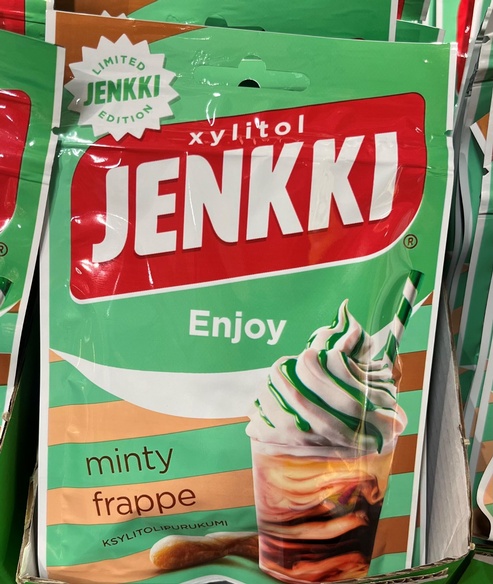 LIMITED
JENKKI
EDITION
xylitol
JENKKI
®
Enjoy
minty
frappe
KSYLITOLIPURUKUMI
®